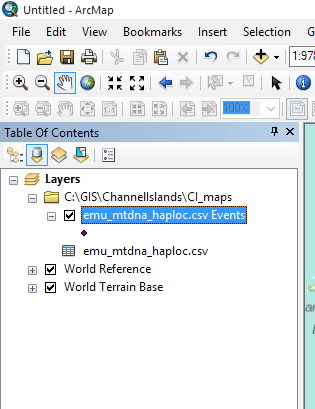 Untitled - ArcMap
File Edit View Bookmarks Insert Selection
1:978
100%
Table Of Contents
Layers
C:\GIS\ChannelIslands\CI_maps
emu_mtdna_haploc.csv Events
emu_mtdna_haploc.csv
World Reference
World Terrain Base